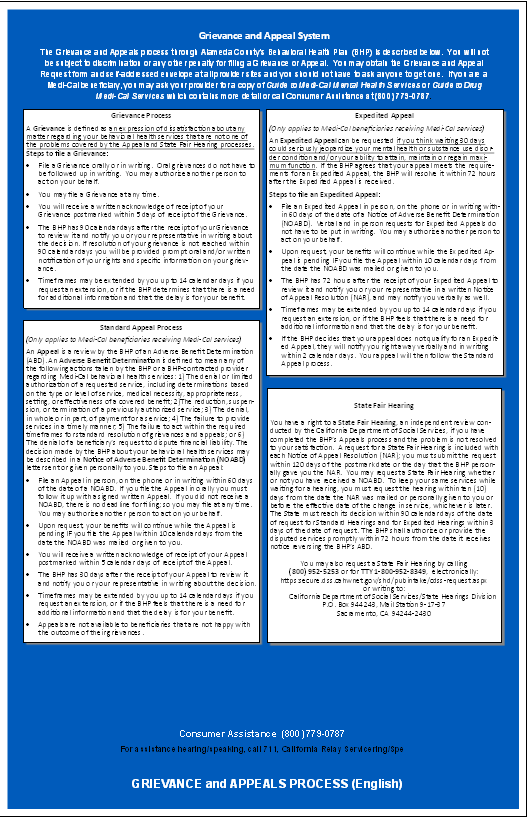 Grievance and Appeal System
The Grievance and Appeals process through Alameda County's Behavioral Health Plan (BHP) is described below. You will not
be subject to discrimination or any other penalty for filing a Grievance or Appeal. You may obtain the Grievance and Appeal
Request form and self-addressed envelope at all provider sites and you should not have to ask anyone to get one. If you are a
Medi-Cal beneficiary, you may ask your provider for a copy of Guide to Medi-Cal Mental Health Services or Guide to Drug
Medi-Cal Services which contains more detail or call Consumer Assistance at (800) 779-0787
Grievance Process
A Grievance is defined as an expression of dissatisfaction about any
matter regarding your behavioral health services that are not one of
the problems covered by the Appeal and State Fair Hearing processes.
Steps to file a Grievance:
• File a Grievance orally or in writing. Oral grievances do not have to
be followed up in writing. You may authorize another person to
act on your behalf.
• You may file a Grievance at any time.
• You will receive a written acknowledge of receipt of your
Grievance postmarked within 5 days of receipt of the Grievance.
• The BHP has 90 calendar days after the receipt of your Grievance
to review it and notify you or your representative in writing about
the decision. If resolution of your grievance is not reached within
90 calendar days you will be provided prompt oral and/or written
notification of your rights and specific information on your griev-
ance.
• Timeframes may be extended by you up to 14 calendar days if you
request an extension, or if the BHP determines that there is a need
for additional information and that the delay is for your benefit.
Standard Appeal Process
(Only applies to Medi-Cal beneficiaries receiving Medi-Cal services)
An Appeal is a review by the BHP of an Adverse Benefit Determination
(ABD). An Adverse Benefit Determination is defined to mean any of
the following actions taken by the BHP or a BHP-contracted provider
regarding Medi-Cal behavioral health services: 1) The denial or limited
authorization of a requested service, including determinations based
on the type or level of service, medical necessity, appropriateness,
setting, or effectiveness of a covered benefit; 2) The reduction, suspen-
sion, or termination of a previously authorized service; 3) The denial,
in whole or in part, of payment for a service; 4) The failure to provide
services in a timely manner; 5) The failure to act within the required
timeframes for standard resolution of grievances and appeals; or 6)
The denial of a beneficiary's request to dispute financial liability. The
decision made by the BHP about your behavioral health services may
be described in a Notice of Adverse Benefit Determination (NOABD)
letter sent or given personally to you. Steps to file an Appeal:
• File an Appeal in person, on the phone or in writing within 60 days
of the date of a NOABD. If you file the Appeal in orally you must
follow it up with a signed written Appeal. If you did not receive a
NOABD, there is no deadline for filing; so you may file at any time.
You may authorize another person to act on your behalf.
• Upon request, your benefits will continue while the Appeal is
pending IF you file the Appeal within 10 calendar days from the
date the NOABD was mailed or given to you.
• You will receive a written acknowledge of receipt of your Appeal
postmarked within 5 calendar days of receipt of the Appeal.
• The BHP has 30 days after the receipt of your Appeal to review it
and notify you or your representative in writing about the decision.
• Timeframes may be extended by you up to 14 calendar days if you
request an extension, or if the BHP feels that there is a need for
additional information and that the delay is for your benefit.
• Appeals are not available to beneficiaries that are not happy with
the outcome of their grievances.
Expedited Appeal
(Only applies to Medi-Cal beneficiaries receiving Medi-Cal services)
An Expedited Appeal can be requested if you think waiting 30 days
could seriously jeopardize your mental health or substance use disor-
der condition and/or your ability to attain, maintain or regain maxi-
mum function. If the BHP agrees that your appeal meets the require-
ments for an Expedited Appeal, the BHP will resolve it within 72 hours
after the Expedited Appeal is received.
Steps to file an Expedited Appeal:
• File an Expedited Appeal in person, on the phone or in writing with-
in 60 days of the date of a Notice of Adverse Benefit Determination
(NOABD). Verbal and in person requests for Expedited Appeals do
not have to be put in writing. You may authorize another person to
act on your behalf.
• Upon request, your benefits will continue while the Expedited Ap-
peal is pending IF you file the Appeal within 10 calendar days from
the date the NOABD was mailed or given to you.
• The BHP has 72 hours after the receipt of your Expedited Appeal to
review it and notify you or your representative in a written Notice
of Appeal Resolution (NAR), and may notify you verbally as well.
• Timeframes may be extended by you up to 14 calendar days if you
request an extension, or if the BHP feels that there is a need for
additional information and that the delay is for your benefit.
• If the BHP decides that your appeal does not qualify for an Expedit-
ed Appeal, they will notify you right away verbally and in writing
within 2 calendar days. Your appeal will then follow the Standard
Appeal process.
State Fair Hearing
You have a right to a State Fair Hearing, an independent review con-
ducted by the California Department of Social Services, if you have
completed the BHP's Appeals process and the problem is not resolved
to your satisfaction. A request for a State Fair Hearing is included with
each Notice of Appeal Resolution (NAR); you must submit the request
within 120 days of the postmark date or the day that the BHP person-
ally gave you the NAR. You may request a State Fair Hearing whether
or not you have received a NOABD. To keep your same services while
waiting for a hearing, you must request the hearing within ten (10)
days from the date the NAR was mailed or personally given to you or
before the effective date of the change in service, whichever is later.
The State must reach its decision within 90 calendar days of the date
of request for Standard Hearings and for Expedited Hearings within 3
days of the date of request. The BHP shall authorize or provide the
disputed services promptly within 72 hours from the date it receives
notice reversing the BHP's ABD.
You may also request a State Fair Hearing by calling
(800) 952-5253 or for TTY 1-800-952-8349, electronically:
https:secure.dss.cahwnet.gov/shd/pubintake/cdss-request.aspx
or writing to:
California Department of Social Services/State Hearings Division
P.O. Box 944243, Mail Station 9-17-37
Sacramento, CA 94244-2430
Consumer Assistance (800)779-0787
For assistance hearing/speaking, call 711, California Relay Servicering/Spe
GRIEVANCE and APPEALS PROCESS (English)